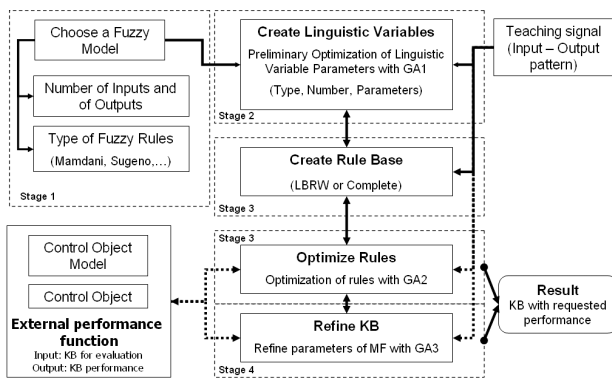 Choose a Fuzzy
Model
Number of Inputs and
of Outputs
Type of Fuzzy Rules
(Mamdani, Sugeno,...)
Stage 1
Create Linguistic Variables
Preliminary Optimization of Linguistic
Variable Parameters with GA1
(Type, Number, Parameters)
Stage 2
Teaching signal
(Input – Output
pattern)
Create Rule Base
(LBRW or Complete)
Stage 3
Stage 3
Optimize Rules
Optimization of rules with GA2
Refine KB
Refine parameters of MF with GA3
Stage 4
Control Object
Model
Control Object
External performance
function
Input: KB for evaluation
Output: KB performance
Result
KB with requested
performance